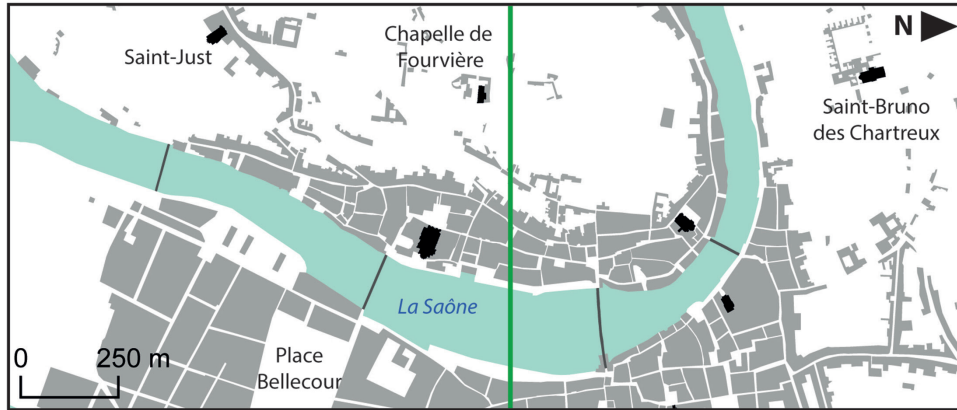 Saint-Just
Chapelle de
Fourvière
N
Saint-Bruno
des Chartreux
La Saône
Place
Bellecour
0 250 m